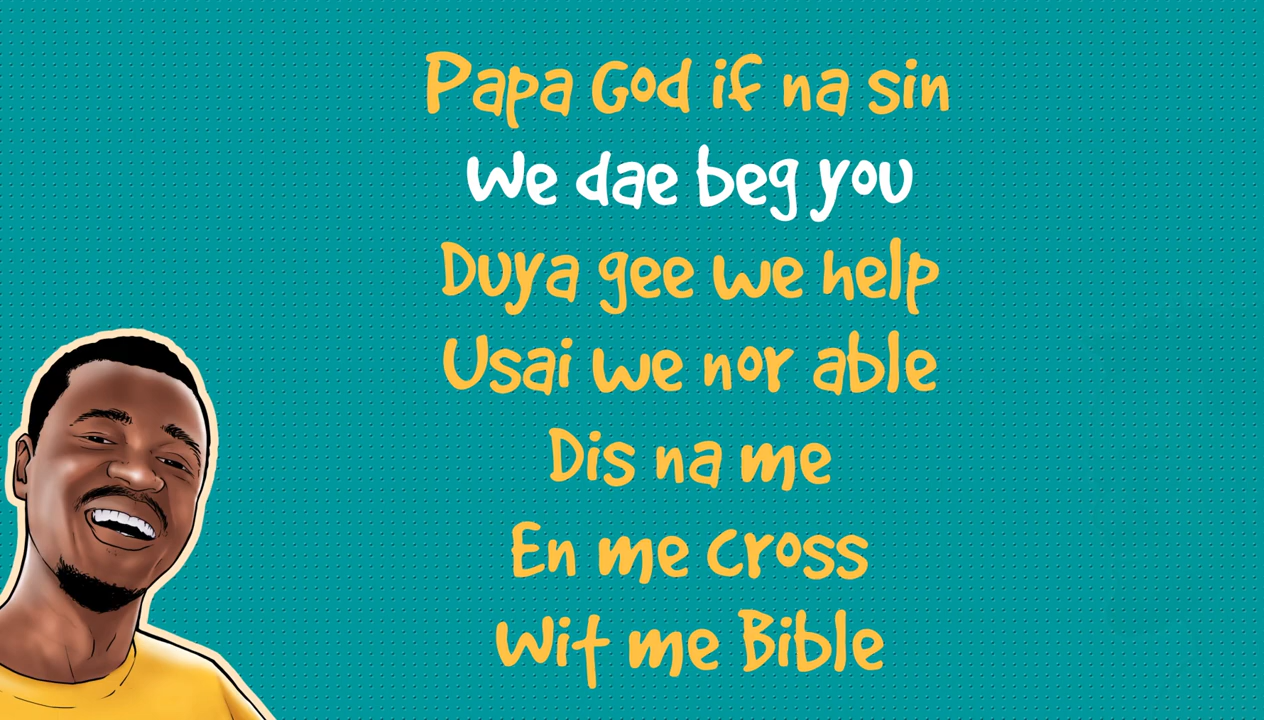 Papa God if na sin
We dae beg you
Duya gee we help
Usai we nor able
Dis na me
En me cross
Wit me Bible